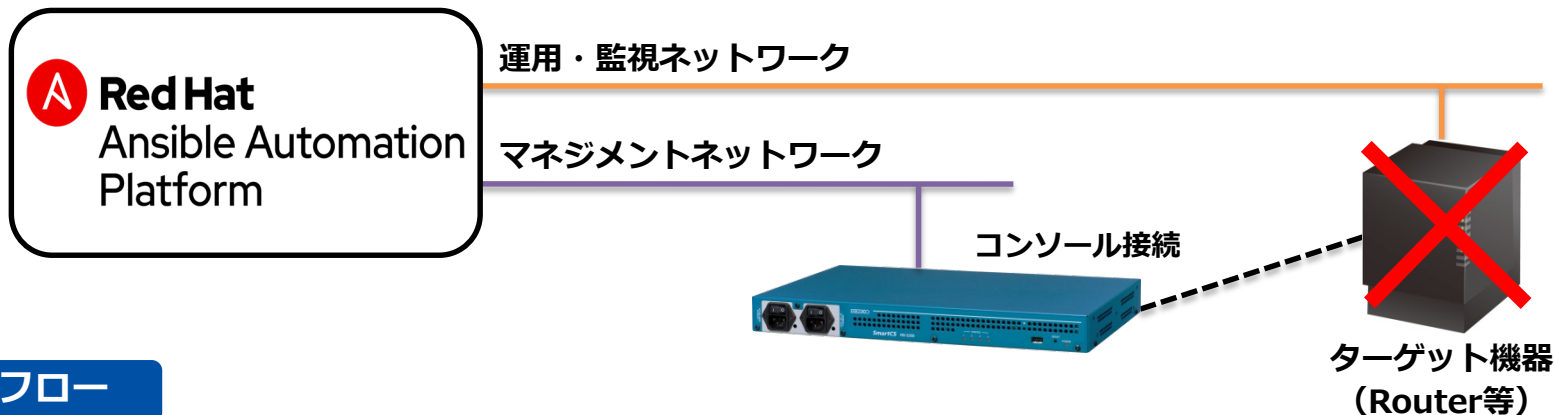 運用・監視ネットワーク
Red Hat
Ansible Automation
Platform
マネジメントネットワーク
コンソール接続
SmartCS
ターゲット機器
（Router等）
フロー